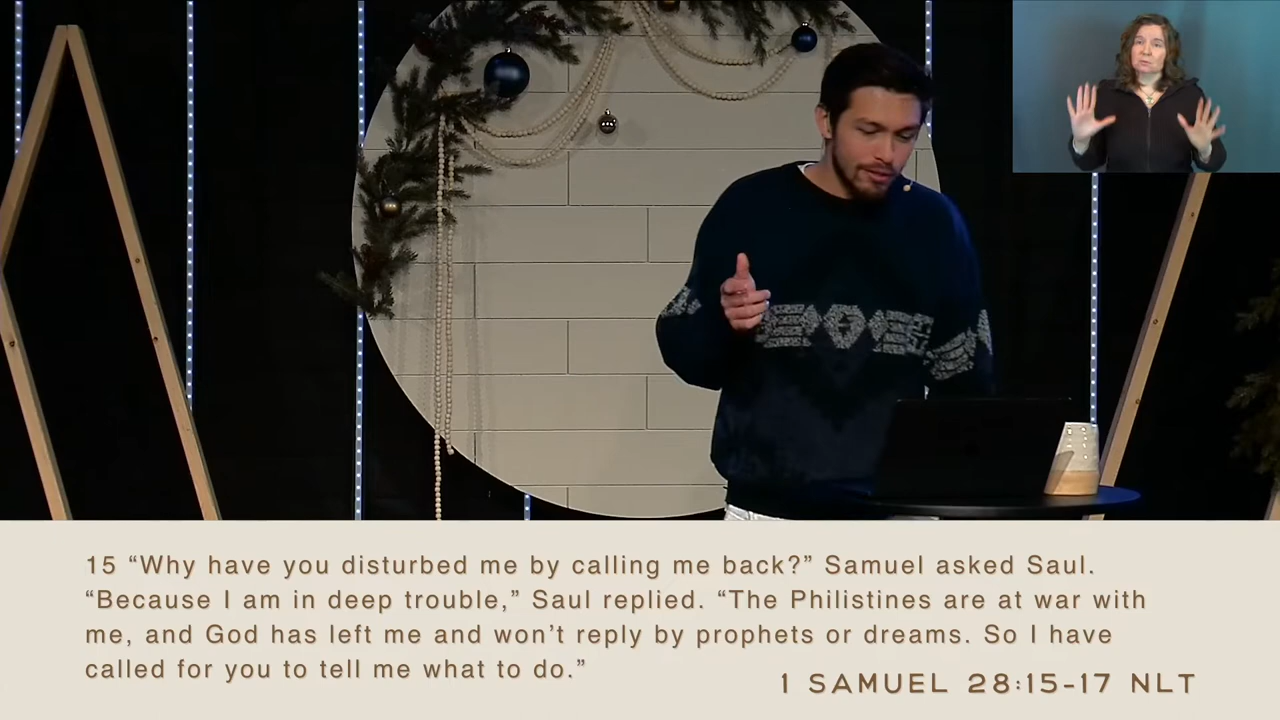 15 “Why have you disturbed me by calling me back?” Samuel asked Saul.
“Because I am in deep trouble,” Saul replied. “The Philistines are at war with
me, and God has left me and won’t reply by prophets or dreams. So I have
called for you to tell me what to do.”
1 SAMUEL 28:15-17 NLT